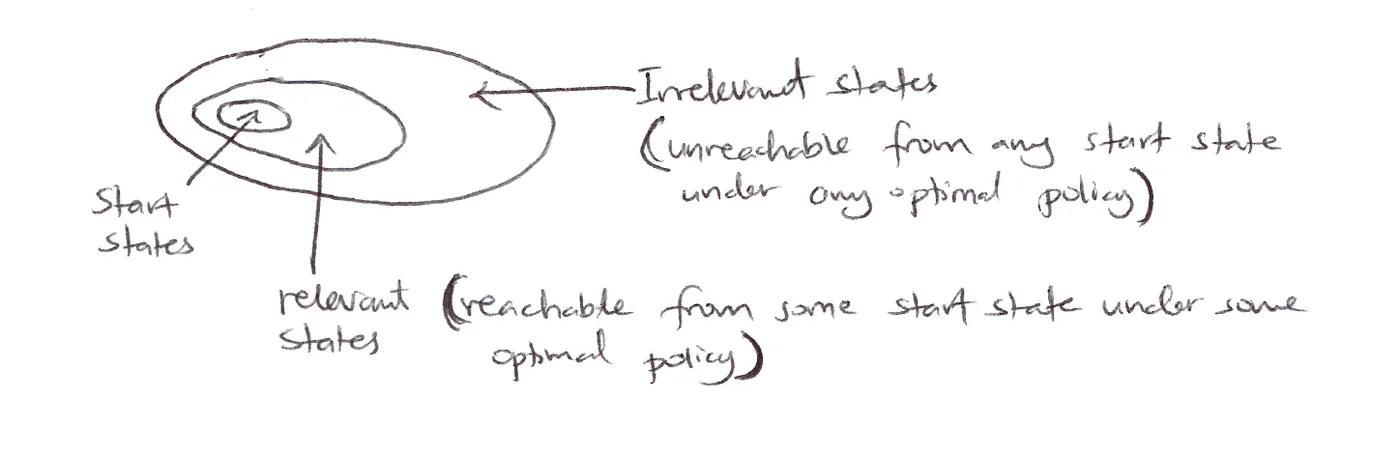 Irrelevant states
(unreachable from any start state
under any optimal policy)
Start
states
relevant (reachable from some start state under some
states optimal policy)